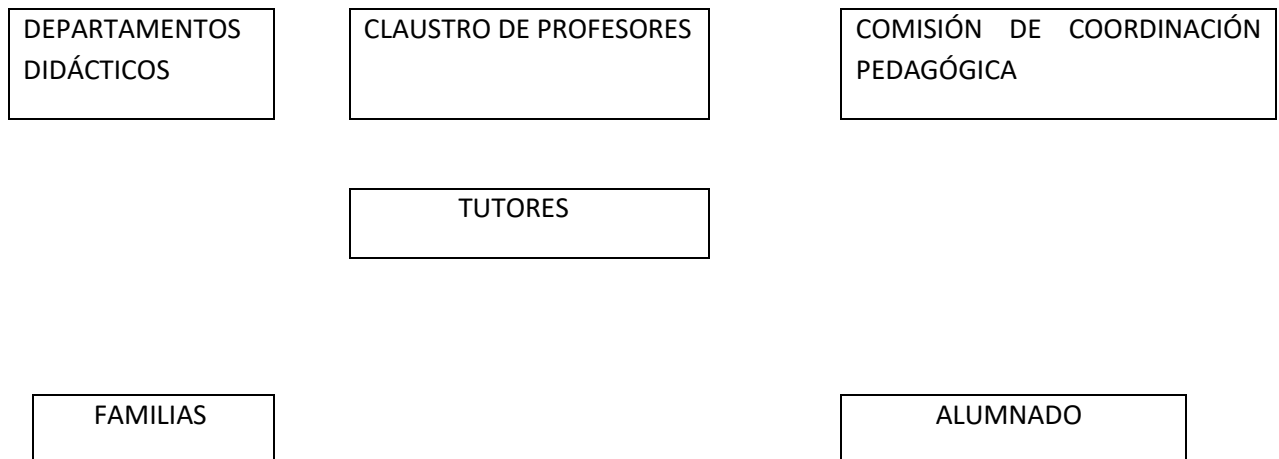 DEPARTAMENTOS
DIDÁCTICOS
CLAUSTRO DE PROFESORES
COMISIÓN DE COORDINACIÓN
PEDAGÓGICA
TUTORES
FAMILIAS
ALUMNADO